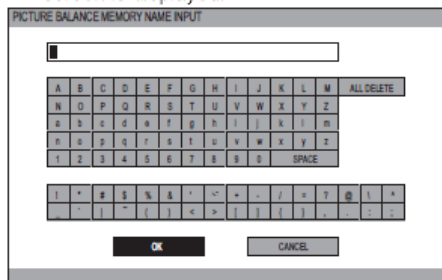 PICTURE BALANCE MEMORY NAME INPUT
A B C D E F G H I J K L M ALL DELETE
N O P Q R S T U V W X Y Z
a b c d e f g h i j k l m
n o p q r s t u v w x y z
1 2 3 4 5 6 7 8 9 0 SPACE
! " # $ % & ' + - / = ? @ \ ^
_ ` | ( ) < > [ ] { } , . : ;
OK CANCEL